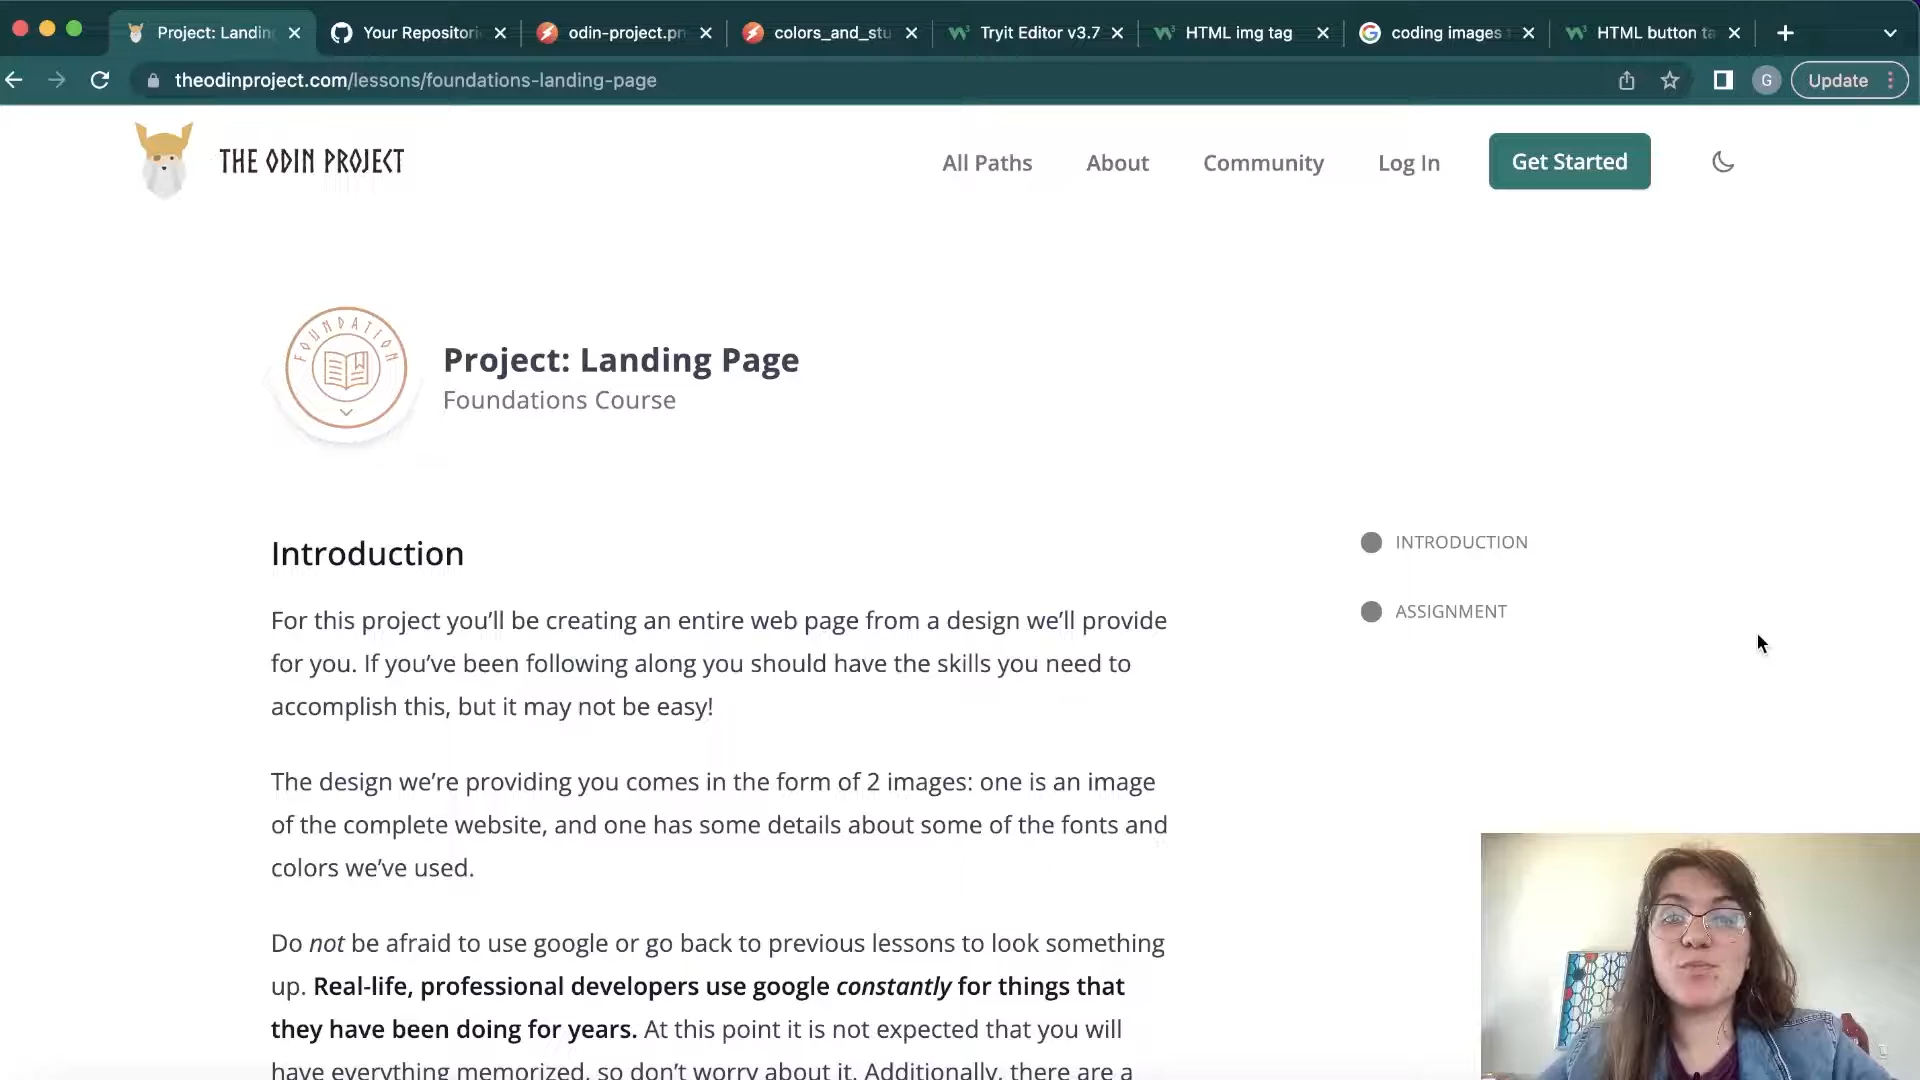 Project: Landin
Your Repositori
odin-project.pn
colors_and_stu
Tryit Editor v3.7
HTML img tag
coding images
HTML button ta
theodinproject.com/lessons/foundations-landing-page
G
Update
THE ODIN PROJECT
All Paths
About
Community
Log In
Get Started
FOUNDATION
Project: Landing Page
Foundations Course
Introduction
For this project you’ll be creating an entire web page from a design we’ll provide
for you. If you’ve been following along you should have the skills you need to
accomplish this, but it may not be easy!
The design we’re providing you comes in the form of 2 images: one is an image
of the complete website, and one has some details about some of the fonts and
colors we’ve used.
Do not be afraid to use google or go back to previous lessons to look something
up. Real-life, professional developers use google constantly for things that
they have been doing for years. At this point it is not expected that you will
have everything memorized, so don’t worry about it. Additionally, there are a
INTRODUCTION
ASSIGNMENT